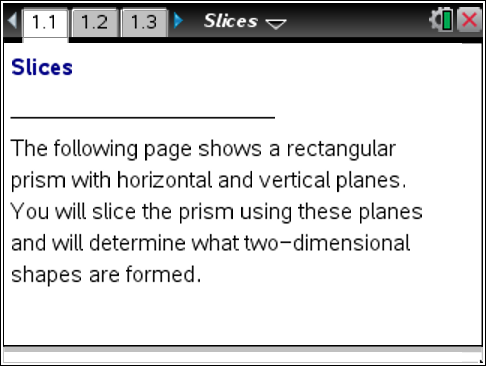 1.1 1.2 1.3 Slices
Slices
The following page shows a rectangular
prism with horizontal and vertical planes.
You will slice the prism using these planes
and will determine what two-dimensional
shapes are formed.